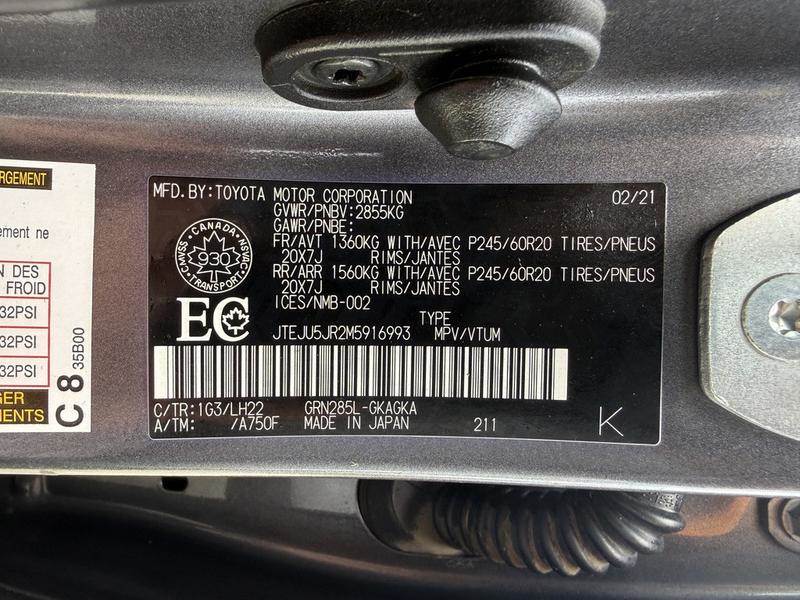 RGEMENT
ement ne
N DES
FROID
32PSI
32PSI
32PSI
GER
MENTS
C 8 35B00
MFD. BY: TOYOTA MOTOR CORPORATION 02/21
GVWR/PNBV: 2855KG
GAWR/PNBE:
FR/AVT 1360KG WITH/AVEC P245/60R20 TIRES/PNEUS
20X7J RIMS/JANTES
RR/ARR 1560KG WITH/AVEC P245/60R20 TIRES/PNEUS
20X7J RIMS/JANTES
ICES/NMB-002
CANADA
CMVSS 930 NSVAC
TRANSPORT
EC
TYPE
JTEJU5JR2M5916993 MPV/VTUM
C/TR: 1G3/LH22 GRN285L-GKAGKA
A/TM: /A750F MADE IN JAPAN 211 K